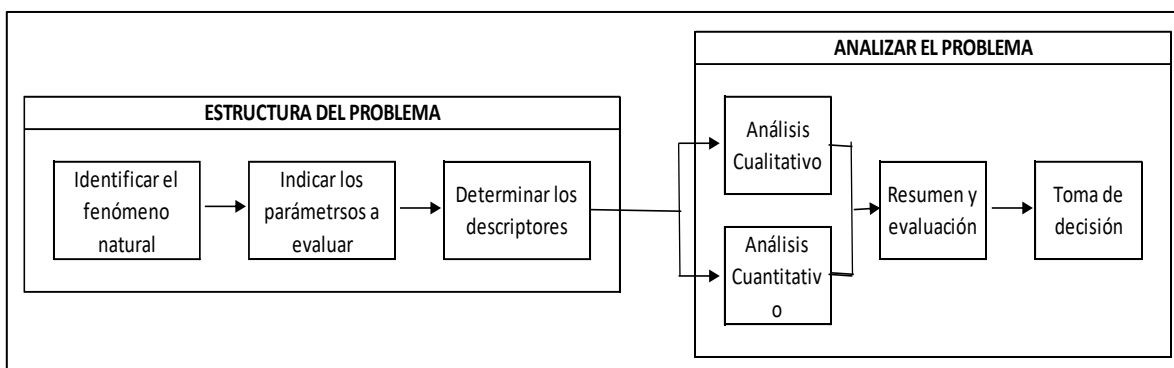 ESTRUCTURA DEL PROBLEMA
Identificar el
fenómeno
natural
Indicar los
parámetrsos a
evaluar
Determinar los
descriptores
ANALIZAR EL PROBLEMA
Análisis
Cualitativo
Análisis
Cuantitativ
o
Resumen y
evaluación
Toma de
decisión